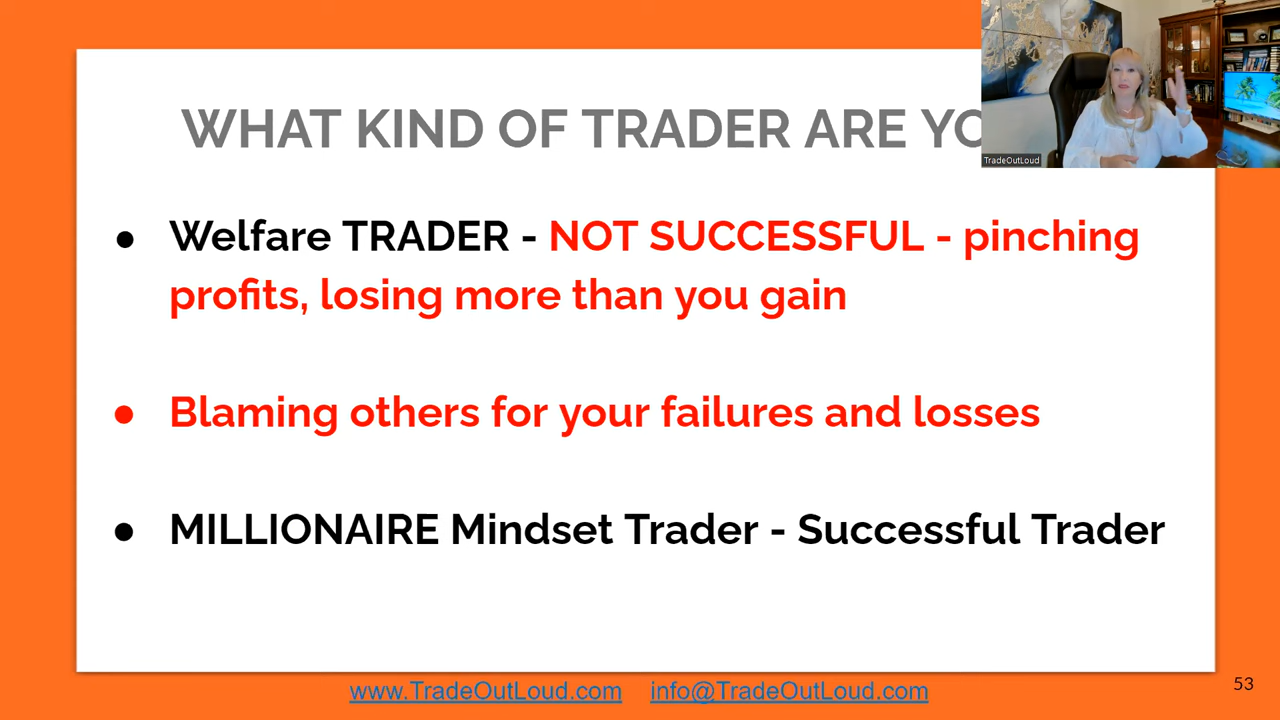 WHAT KIND OF TRADER ARE
TradeOutLoud
● Welfare TRADER - NOT SUCCESSFUL - pinching
profits, losing more than you gain
● Blaming others for your failures and losses
● MILLIONAIRE Mindset Trader - Successful Trader
www.TradeOutLoud.com info@TradeOutLoud.com
53